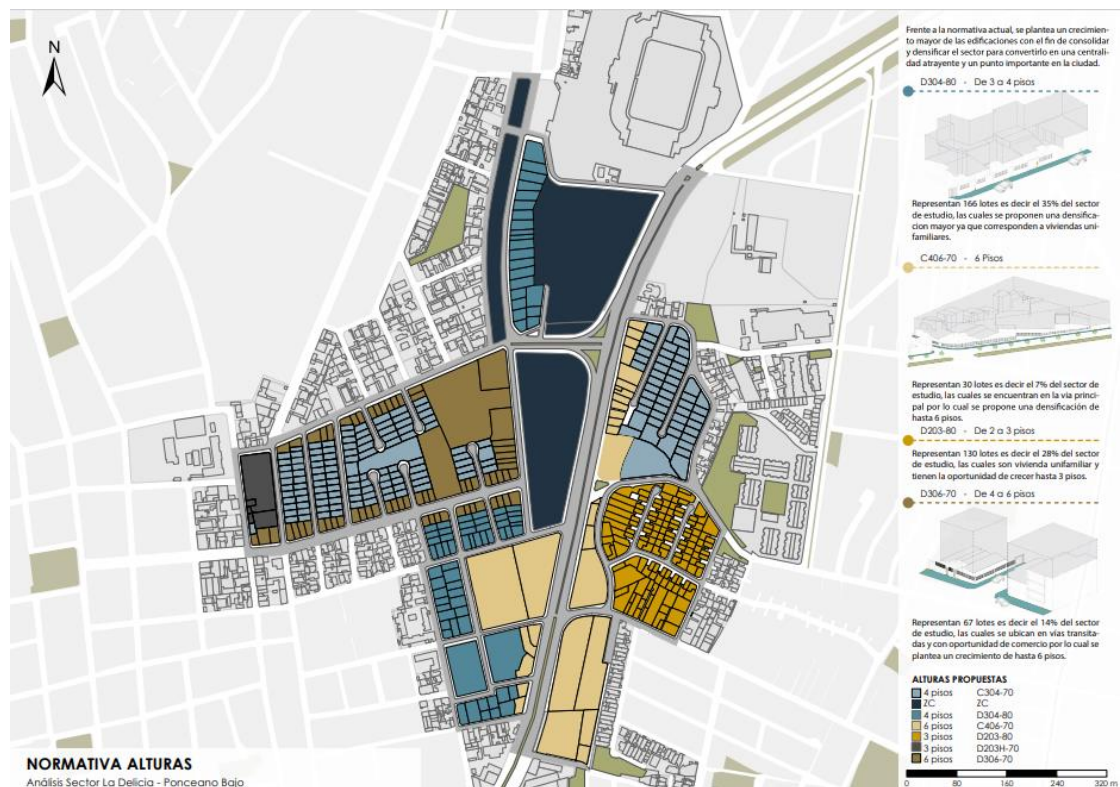 N
Frente a la normativa actual, se plantea un crecimien-
to mayor de las edificaciones con el fin de consolidar
y densificar el sector para convertirlo en una centrali-
dad atrayente y un punto importante en la ciudad.
D304-80 - De 3 a 4 pisos
Representan 166 lotes es decir el 35% del sector
de estudio, las cuales se proponen una densifica-
cion mayor ya que corresponden a viviendas uni-
familiares.
C406-70 - 6 Pisos
Representan 30 lotes es decir el 7% del sector de
estudio, las cuales se encuentran en la via princi-
pal por lo cual se propone una densificación de
hasta 6 pisos.
D203-80 - De 2 a 3 pisos
Representan 130 lotes es decir el 28% del sector
de estudio, las cuales son vivienda unifamiliar y
tienen la oportunidad de crecer hasta 3 pisos.
D306-70 - De 4 a 6 pisos
Representan 67 lotes es decir el 14% del sector
de estudio, las cuales se ubican en vías transita-
das y con oportunidad de comercio por lo cual se
plantea un crecimiento de hasta 6 pisos.
ALTURAS PROPUESTAS
4 pisos C304-70
ZC ZC
4 pisos D304-80
6 pisos C406-70
3 pisos D203-80
3 pisos D203H-70
6 pisos D306-70
0 80 160 240 320 m
NORMATIVA ALTURAS
Análisis Sector La Delicia - Ponceano Bajo